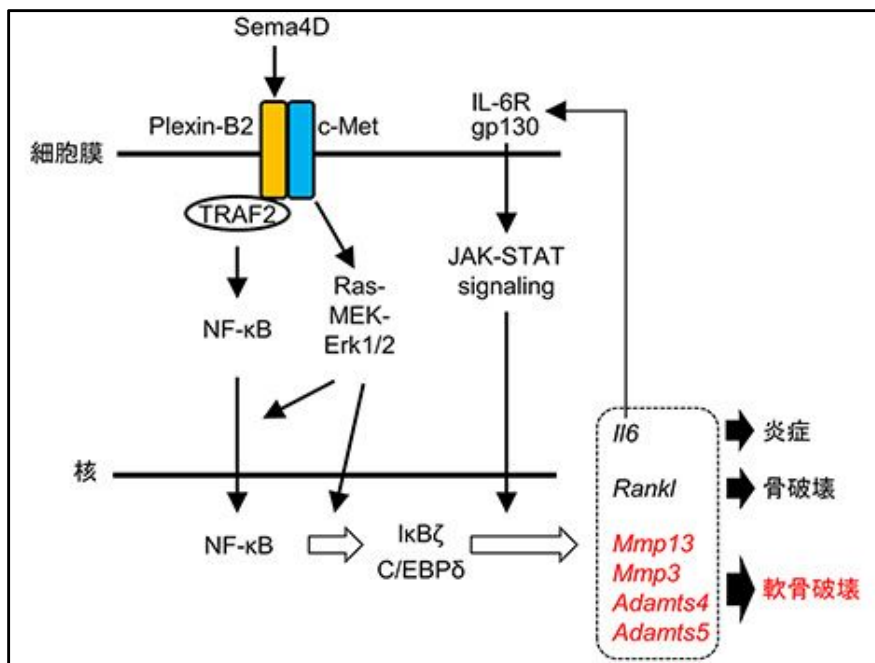 Sema4D
Plexin-B2
c-Met
IL-6R
gp130
細胞膜
TRAF2
JAK-STAT
signaling
Ras-
MEK-
Erk1/2
NF-κB
Il6
炎症
核
Rankl
骨破壊
NF-κB
IκBζ
C/EBPδ
Mmp13
Mmp3
Adamts4
Adamts5
軟骨破壊